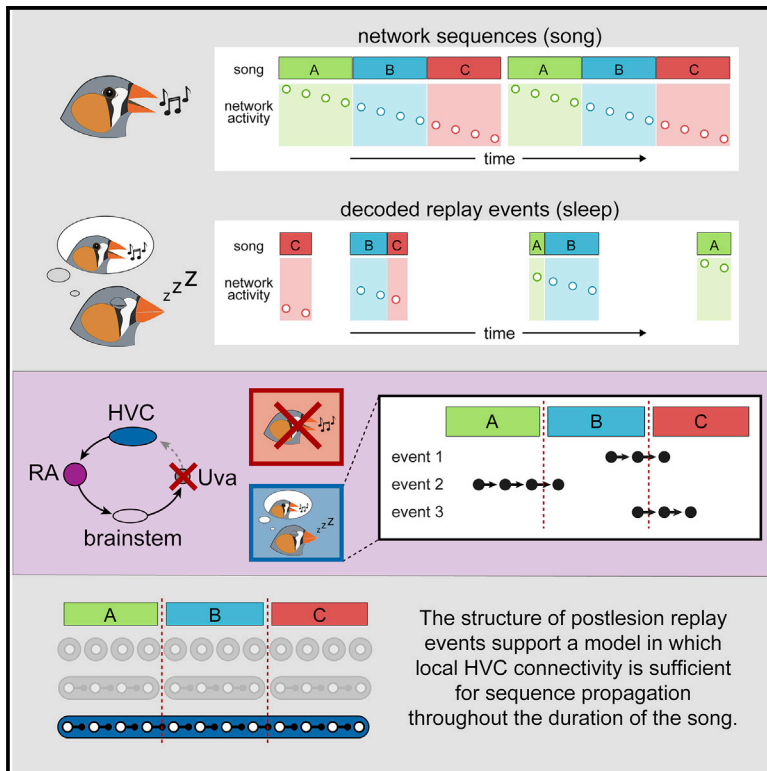 network sequences (song)
song
A
B
C
A
B
C
network
activity
time
decoded replay events (sleep)
song
C
B
C
A
B
A
network
activity
time
z z z
HVC
RA
Uva
brainstem
z z z
A
B
C
event 1
event 2
event 3
A
B
C
The structure of postlesion replay
events support a model in which
local HVC connectivity is sufficient
for sequence propagation
throughout the duration of the song.